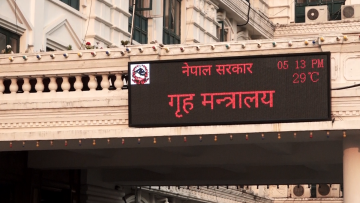 नेपाल सरकार
05 13 PM
29°C
गृह मन्त्रालय